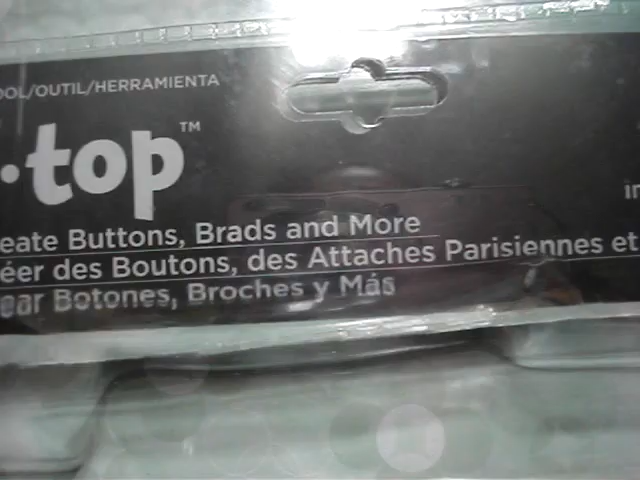 OOL/OUTIL/HERRAMIENTA
·top™
eate Buttons, Brads and More
in
éer des Boutons, des Attaches Parisiennes et
ear Botones, Broches y Más